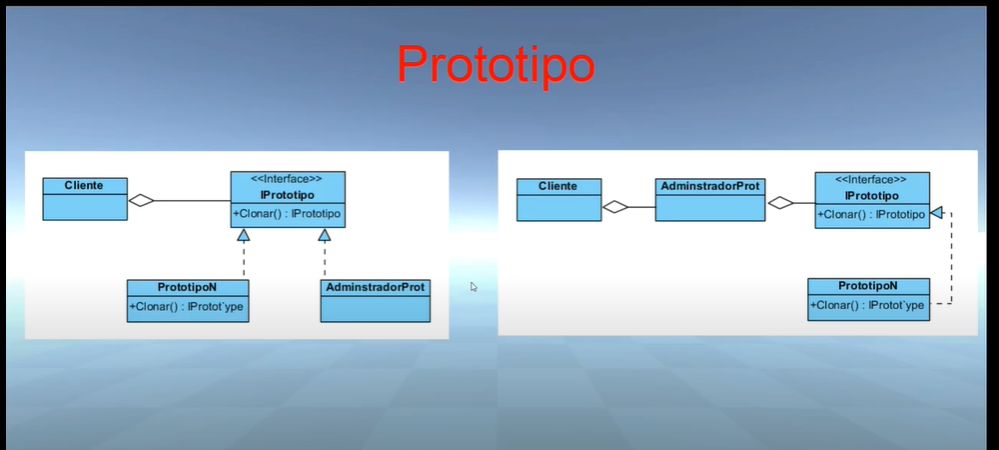 Prototipo
Cliente
<<Interface>>
IPrototipo
+Clonar() : IPrototipo
PrototipoN
+Clonar() : IProtot`ype
AdminstradorProt
Cliente
AdminstradorProt
<<Interface>>
IPrototipo
+Clonar() : IPrototipo
PrototipoN
+Clonar() : IProtot`ype